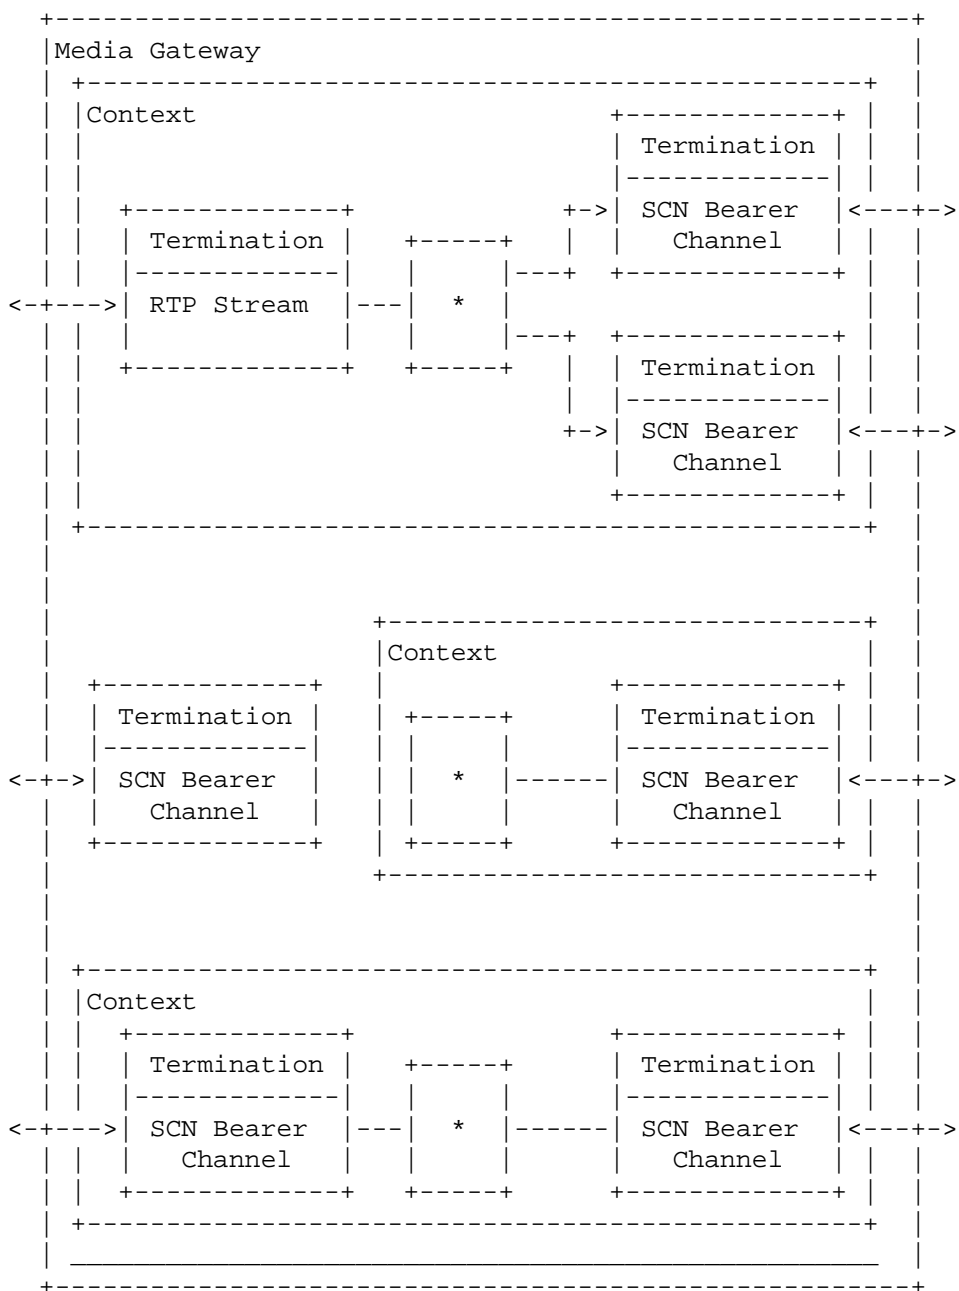 Media Gateway
Context
Termination
SCN Bearer
Channel
Termination
RTP Stream
*
Termination
SCN Bearer
Channel
Context
Termination
SCN Bearer
Channel
*
Termination
SCN Bearer
Channel
Context
Termination
SCN Bearer
Channel
*
Termination
SCN Bearer
Channel